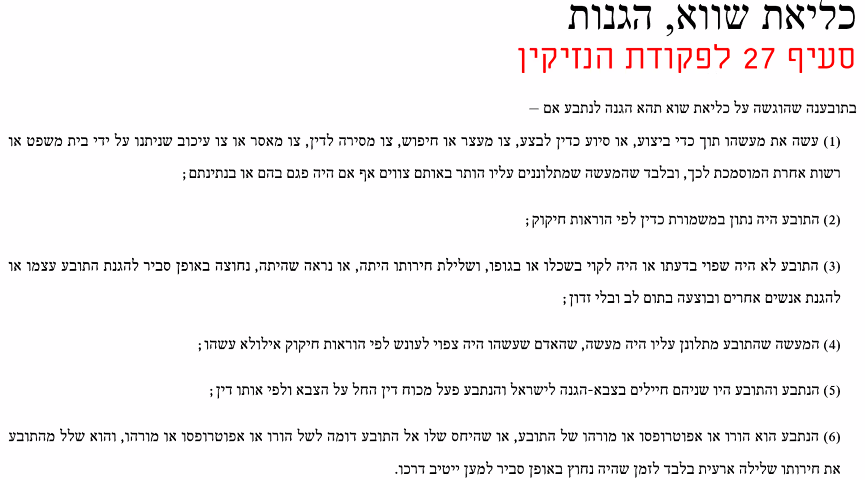 כליאת שווא, הגנות
סעיף 27 לפקודת הנזיקין
בתובענה שהוגשה על כליאת שוא תהא הגנה לנתבע אם –
(1) עשה את מעשהו תוך כדי ביצוע, או סיוע כדין לבצע, צו מעצר או חיפוש, צו מסירה לדין, צו מאסר או צו עיכוב שניתנו על ידי בית משפט או
רשות אחרת המוסמכת לכך, ובלבד שהמעשה שמתלוננים עליו הותר באותם צווים אף אם היה פגם בהם או בנתינתם;
(2) התובע היה נתון במשמורת כדין לפי הוראות חיקוק;
(3) התובע לא היה שפוי בדעתו או היה לקוי בשכלו או בגופו, ושלילת חירותו היתה, או נראה שהיתה, נחוצה באופן סביר להגנת התובע עצמו או
להגנת אנשים אחרים ובוצעה בתום לב ובלי זדון;
(4) המעשה שהתובע מתלונן עליו היה מעשה, שהאדם שעשהו היה צפוי לעונש לפי הוראות חיקוק אילולא עשהו;
(5) הנתבע והתובע היו שניהם חיילים בצבא-הגנה לישראל והנתבע פעל מכוח דין החל על הצבא ולפי אותו דין;
(6) הנתבע הוא הורו או אפוטרופסו או מורהו של התובע, או שהיחס שלו אל התובע דומה לשל הורו או אפוטרופסו או מורהו, והוא שלל מהתובע
את חירותו שלילה ארעית בלבד לזמן שהיה נחוץ באופן סביר למען ייטיב דרכו.